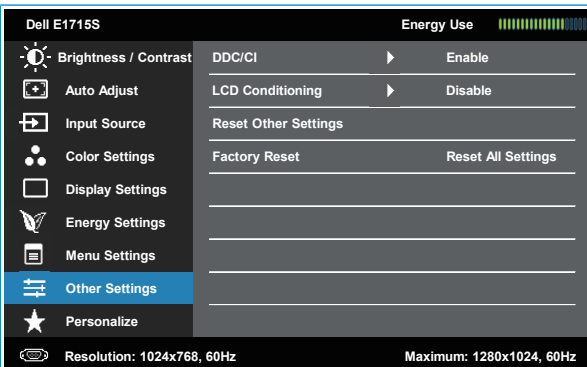 Dell E1715S Energy Use
Brightness / Contrast DDC/CI Enable
Auto Adjust LCD Conditioning Disable
Input Source Reset Other Settings
Color Settings Factory Reset Reset All Settings
Display Settings
Energy Settings
Menu Settings
Other Settings
Personalize
Resolution: 1024x768, 60Hz Maximum: 1280x1024, 60Hz